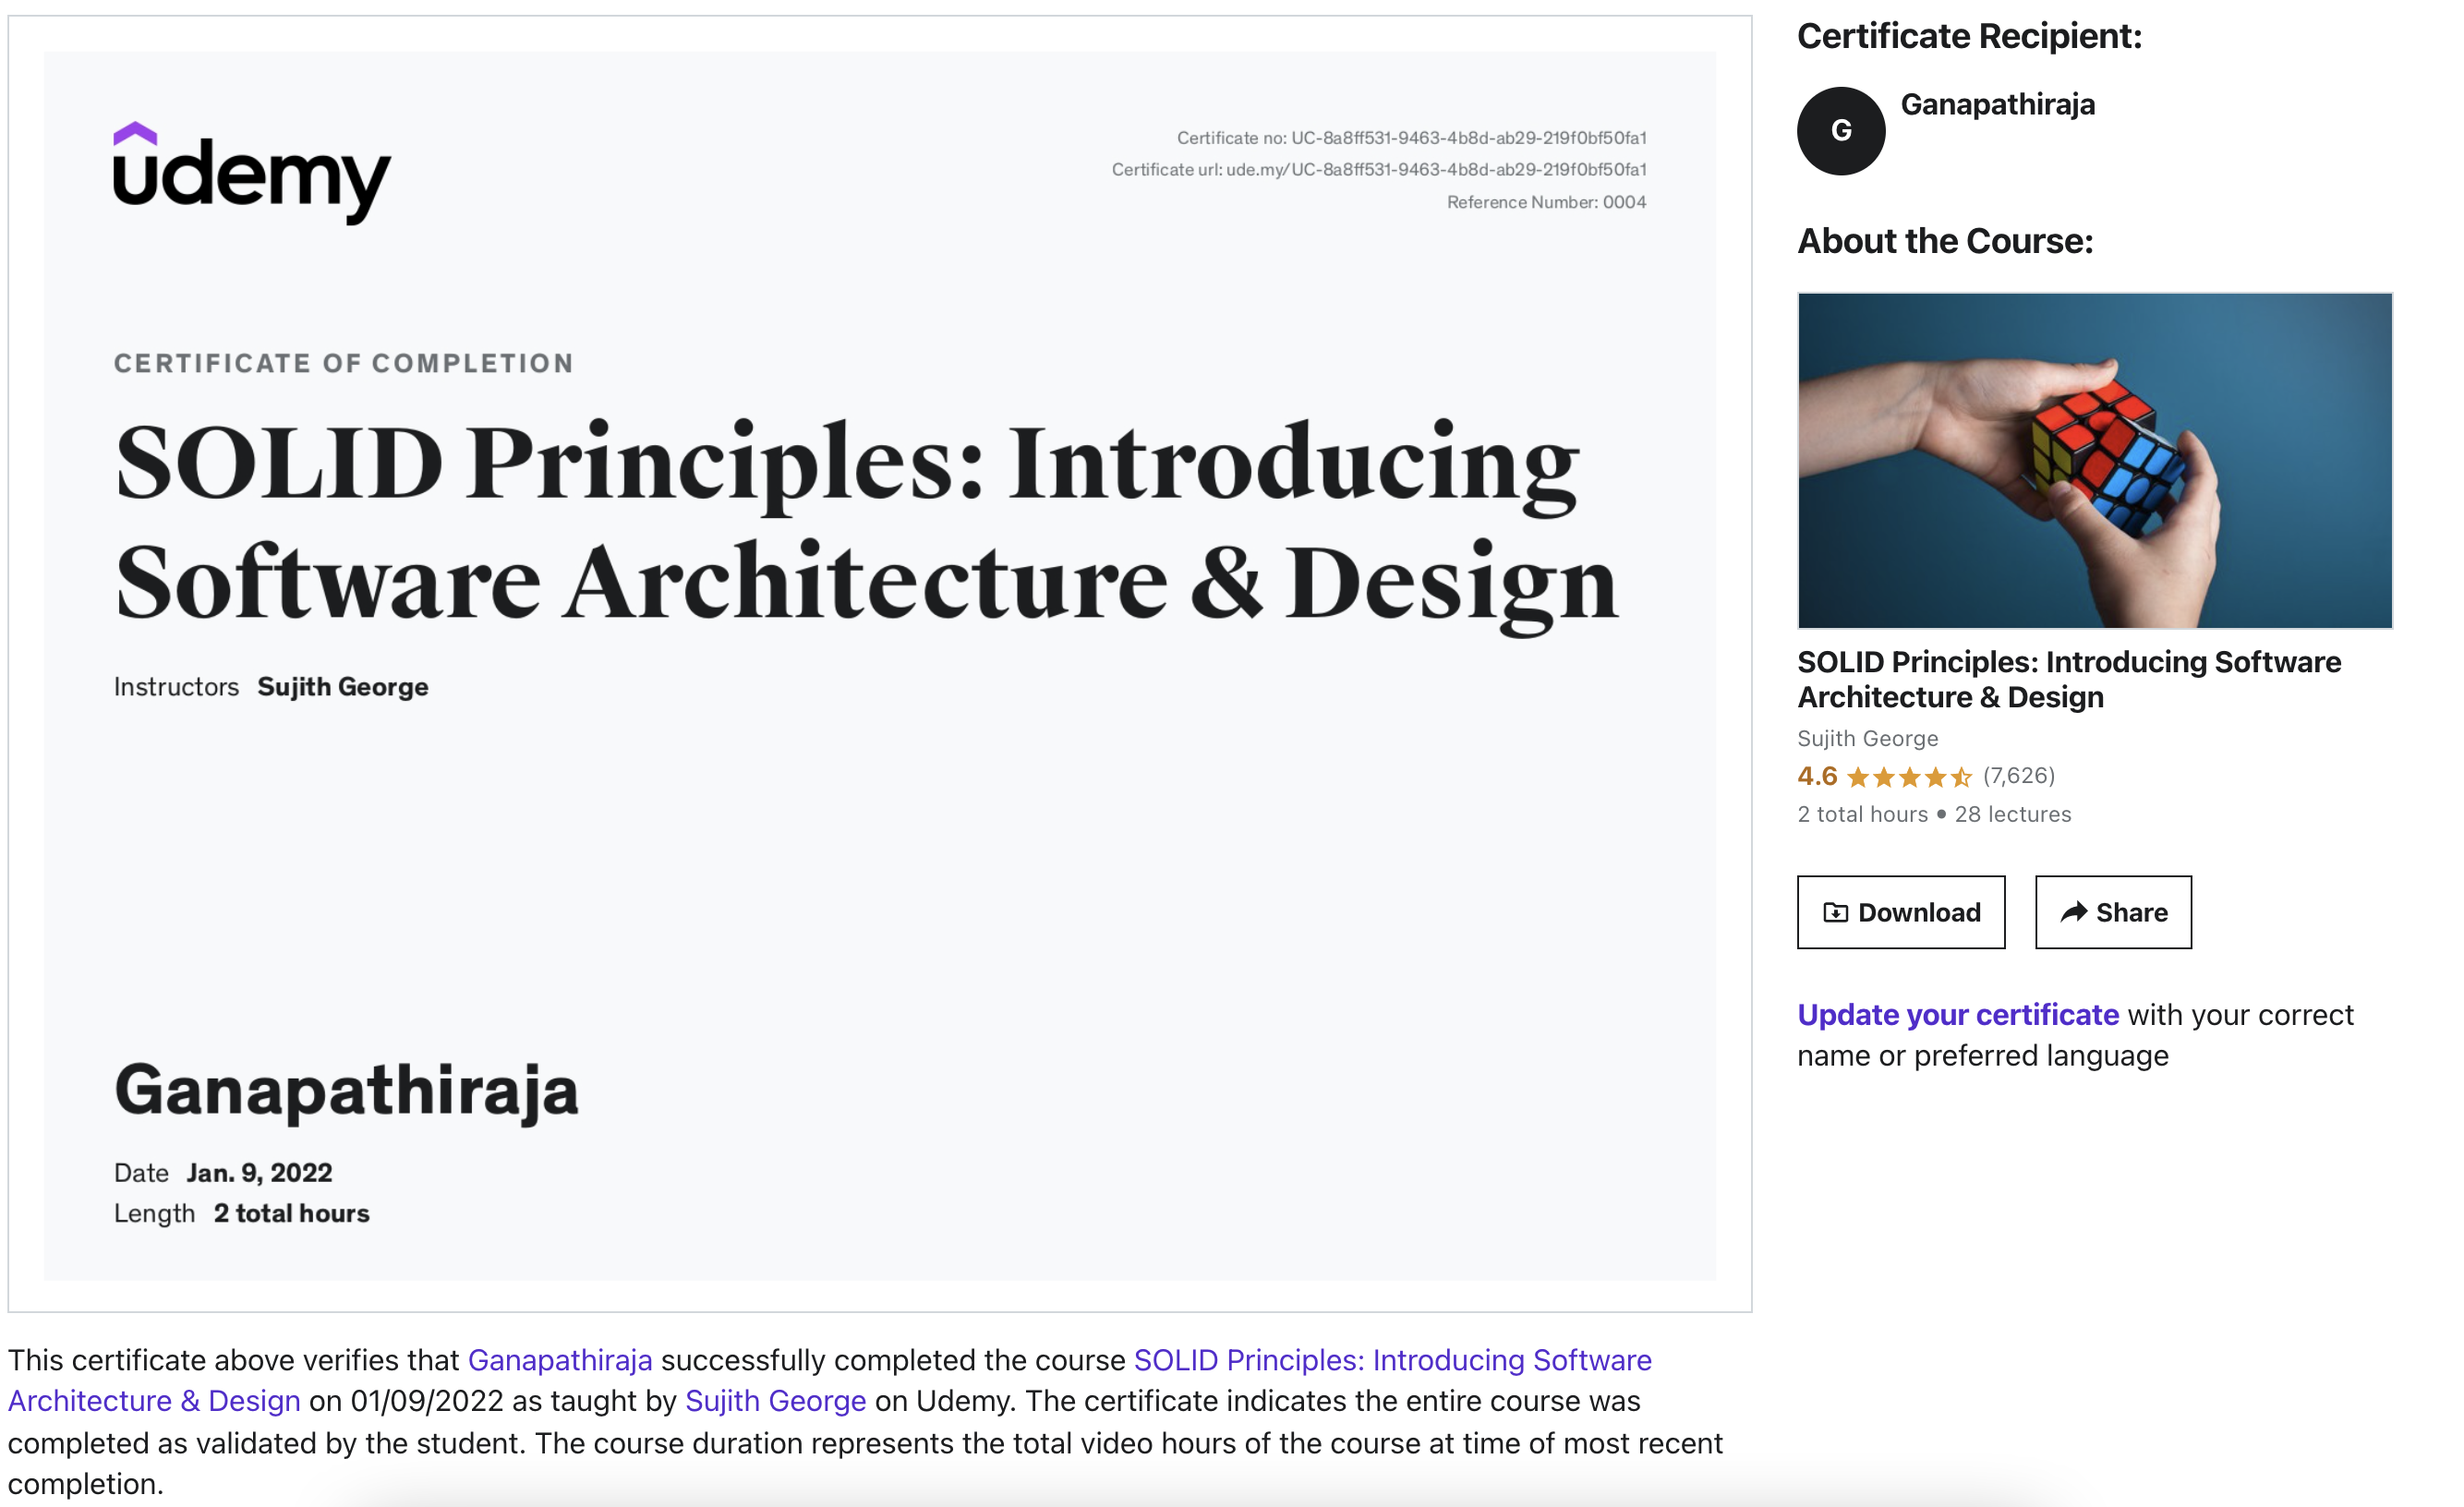 udemy
Certificate no: UC-8a8ff531-9463-4b8d-ab29-219f0bf50fa1
Certificate url: ude.my/UC-8a8ff531-9463-4b8d-ab29-219f0bf50fa1
Reference Number: 0004
CERTIFICATE OF COMPLETION
SOLID Principles: Introducing
Software Architecture & Design
Instructors Sujith George
Ganapathiraja
Date Jan. 9, 2022
Length 2 total hours
This certificate above verifies that Ganapathiraja successfully completed the course SOLID Principles: Introducing Software
Architecture & Design on 01/09/2022 as taught by Sujith George on Udemy. The certificate indicates the entire course was
completed as validated by the student. The course duration represents the total video hours of the course at time of most recent
completion.
Certificate Recipient:
G
Ganapathiraja
About the Course:
SOLID Principles: Introducing Software
Architecture & Design
Sujith George
4.6 (7,626)
2 total hours • 28 lectures
Download
Share
Update your certificate with your correct
name or preferred language